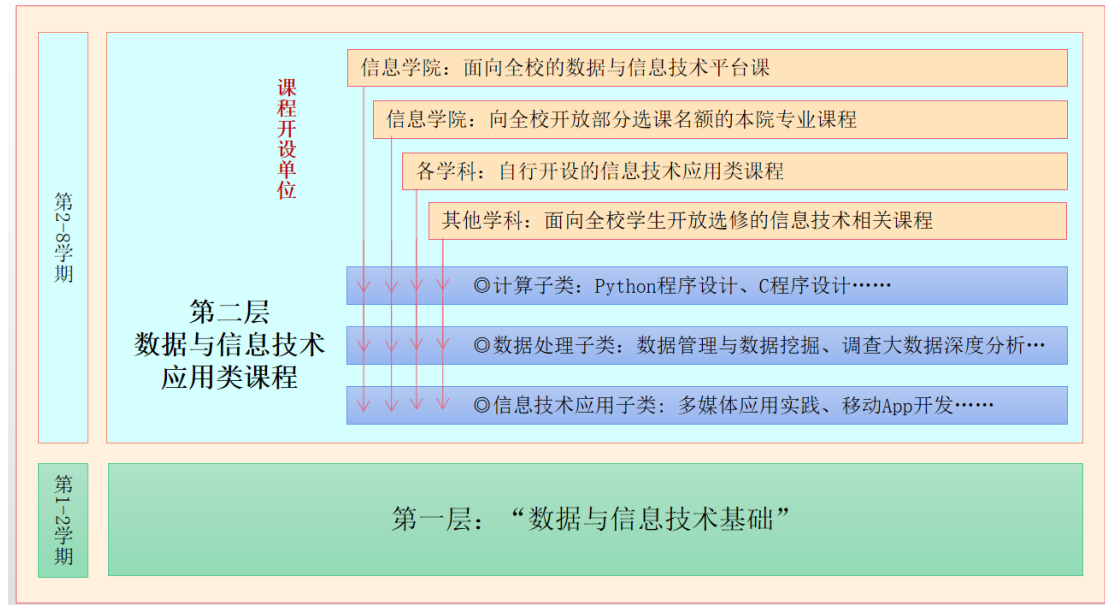 信息学院：面向全校的数据与信息技术平台课
课程开设单位
信息学院：向全校开放部分选课名额的本院专业课程
各学科：自行开设的信息技术应用类课程
其他学科：面向全校学生开放选修的信息技术相关课程
第2-8学期
◎计算子类：Python程序设计、C程序设计……
第二层
数据与信息技术
应用类课程
◎数据处理子类：数据管理与数据挖掘、调查大数据深度分析…
◎信息技术应用子类：多媒体应用实践、移动App开发……
第1-2学期
第一层：“数据与信息技术基础”